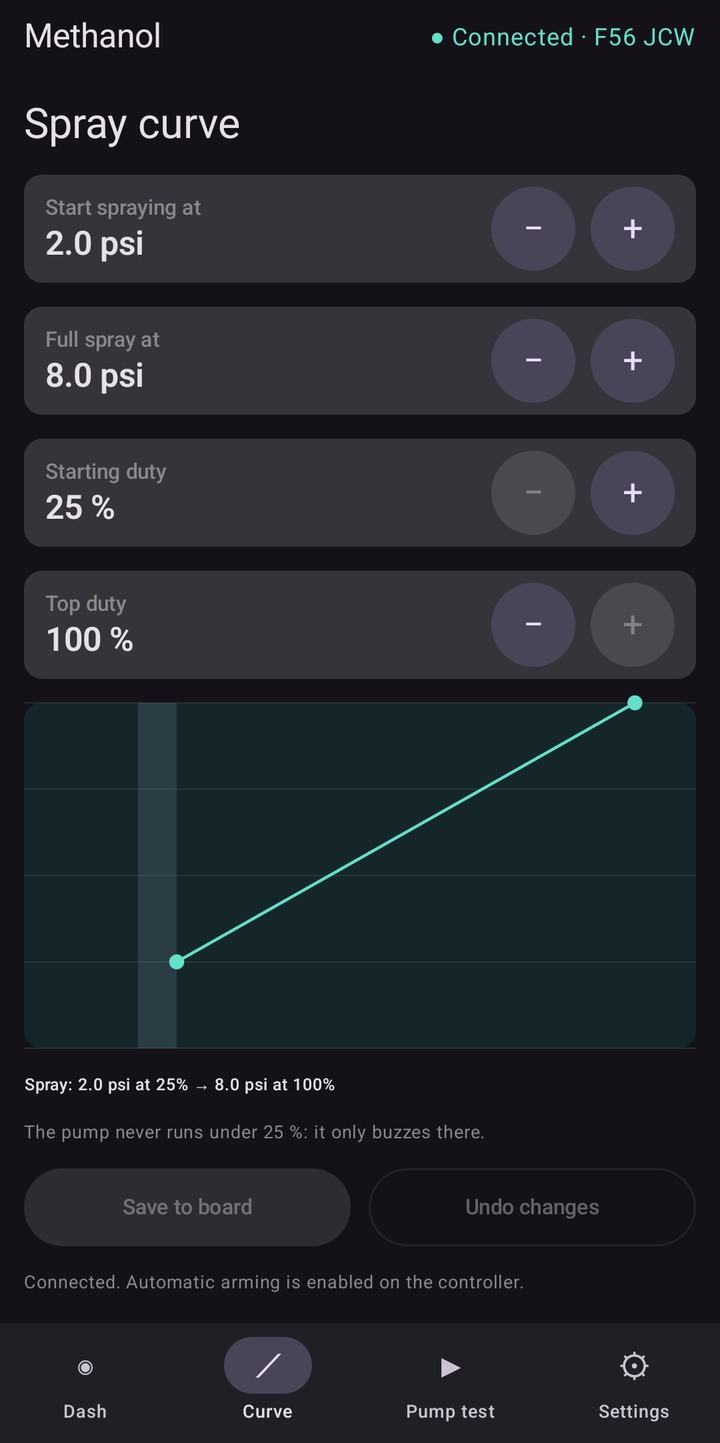 Methanol
Connected · F56 JCW
Spray curve
Start spraying at
2.0 psi
− +
Full spray at
8.0 psi
− +
Starting duty
25 %
− +
Top duty
100 %
− +
Spray: 2.0 psi at 25% → 8.0 psi at 100%
The pump never runs under 25 %: it only buzzes there.
Save to board
Undo changes
Connected. Automatic arming is enabled on the controller.
Dash
Curve
Pump test
Settings